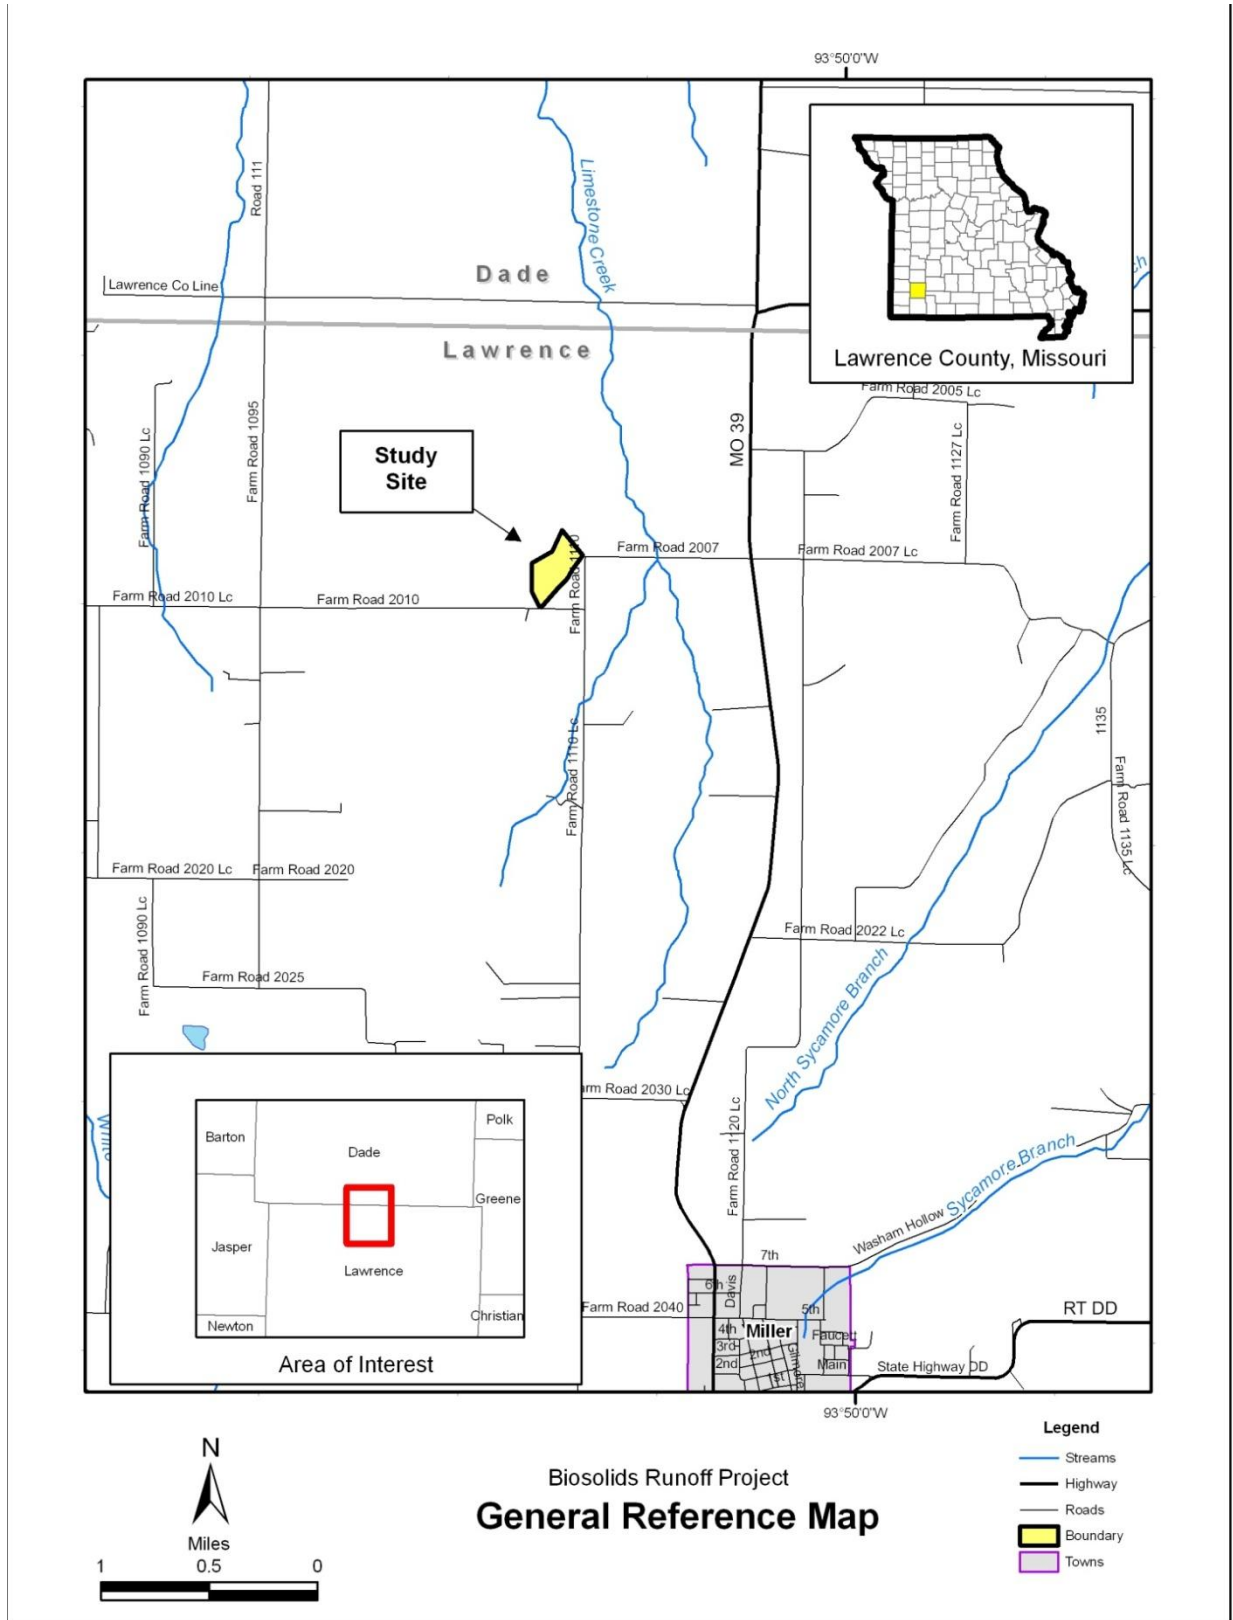 93°50'0"W
Road 111
Limestone Creek
Dade
Lawrence Co Line
Lawrence
Lawrence County, Missouri
Farm Road 2005 Lc
MO 39
Farm Road 1127 Lc
Farm Road 1095
Farm Road 1090 Lc
Study
Site
Farm Road 2007
Farm Road 2007 Lc
Farm Road 2010 Lc
Farm Road 2010
Farm Road 1110
1135
Farm Road 1110 Lc
Farm Road 1135 Lc
Farm Road 2020 Lc
Farm Road 2020
Farm Road 1090 Lc
Farm Road 2022 Lc
Farm Road 2025
North Sycamore Branch
rm Road 2030 Lc
Farm Road 1120 Lc
Sycamore Branch
Washam Hollow
Barton
Dade
Polk
Greene
Jasper
Lawrence
Newton
Christian
Area of Interest
7th
6th
Davis
Farm Road 2040
5th
4th
Miller
Faucett
3rd
2nd
2nd
Gilmore
Main
1st
RT DD
State Highway DD
93°50'0"W
N
Miles
1 0.5 0
Biosolids Runoff Project
General Reference Map
Legend
Streams
Highway
Roads
Boundary
Towns